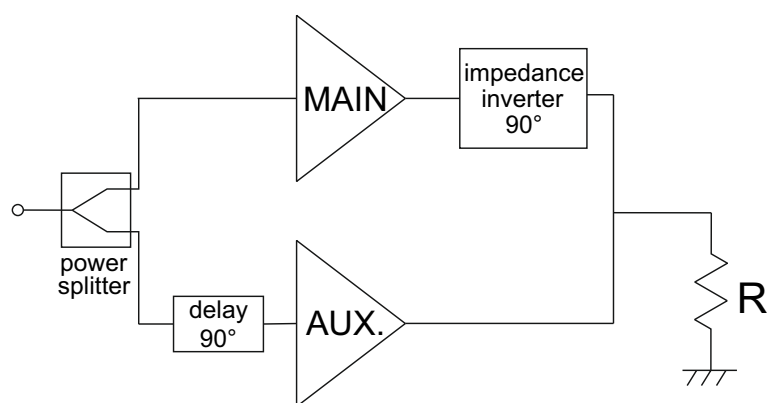 MAIN
impedance
inverter
90°
power
splitter
delay
90°
AUX.
R